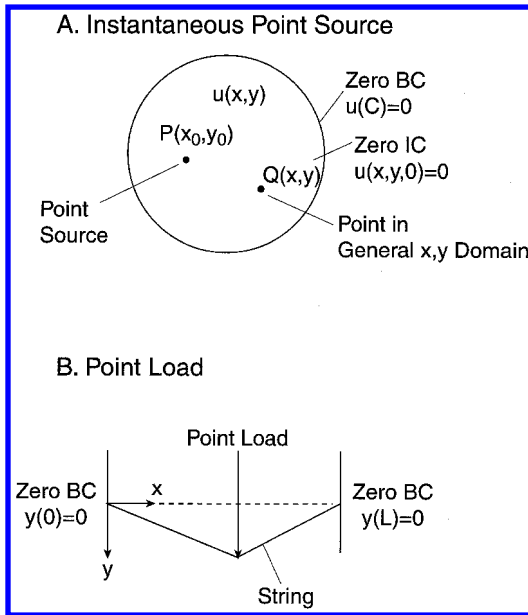 A. Instantaneous Point Source
u(x,y)
Zero BC
u(C)=0
P(x₀,y₀)
Zero IC
u(x,y,0)=0
Q(x,y)
Point
Source
Point in
General x,y Domain
B. Point Load
Point Load
Zero BC
y(0)=0
x
Zero BC
y(L)=0
y
String